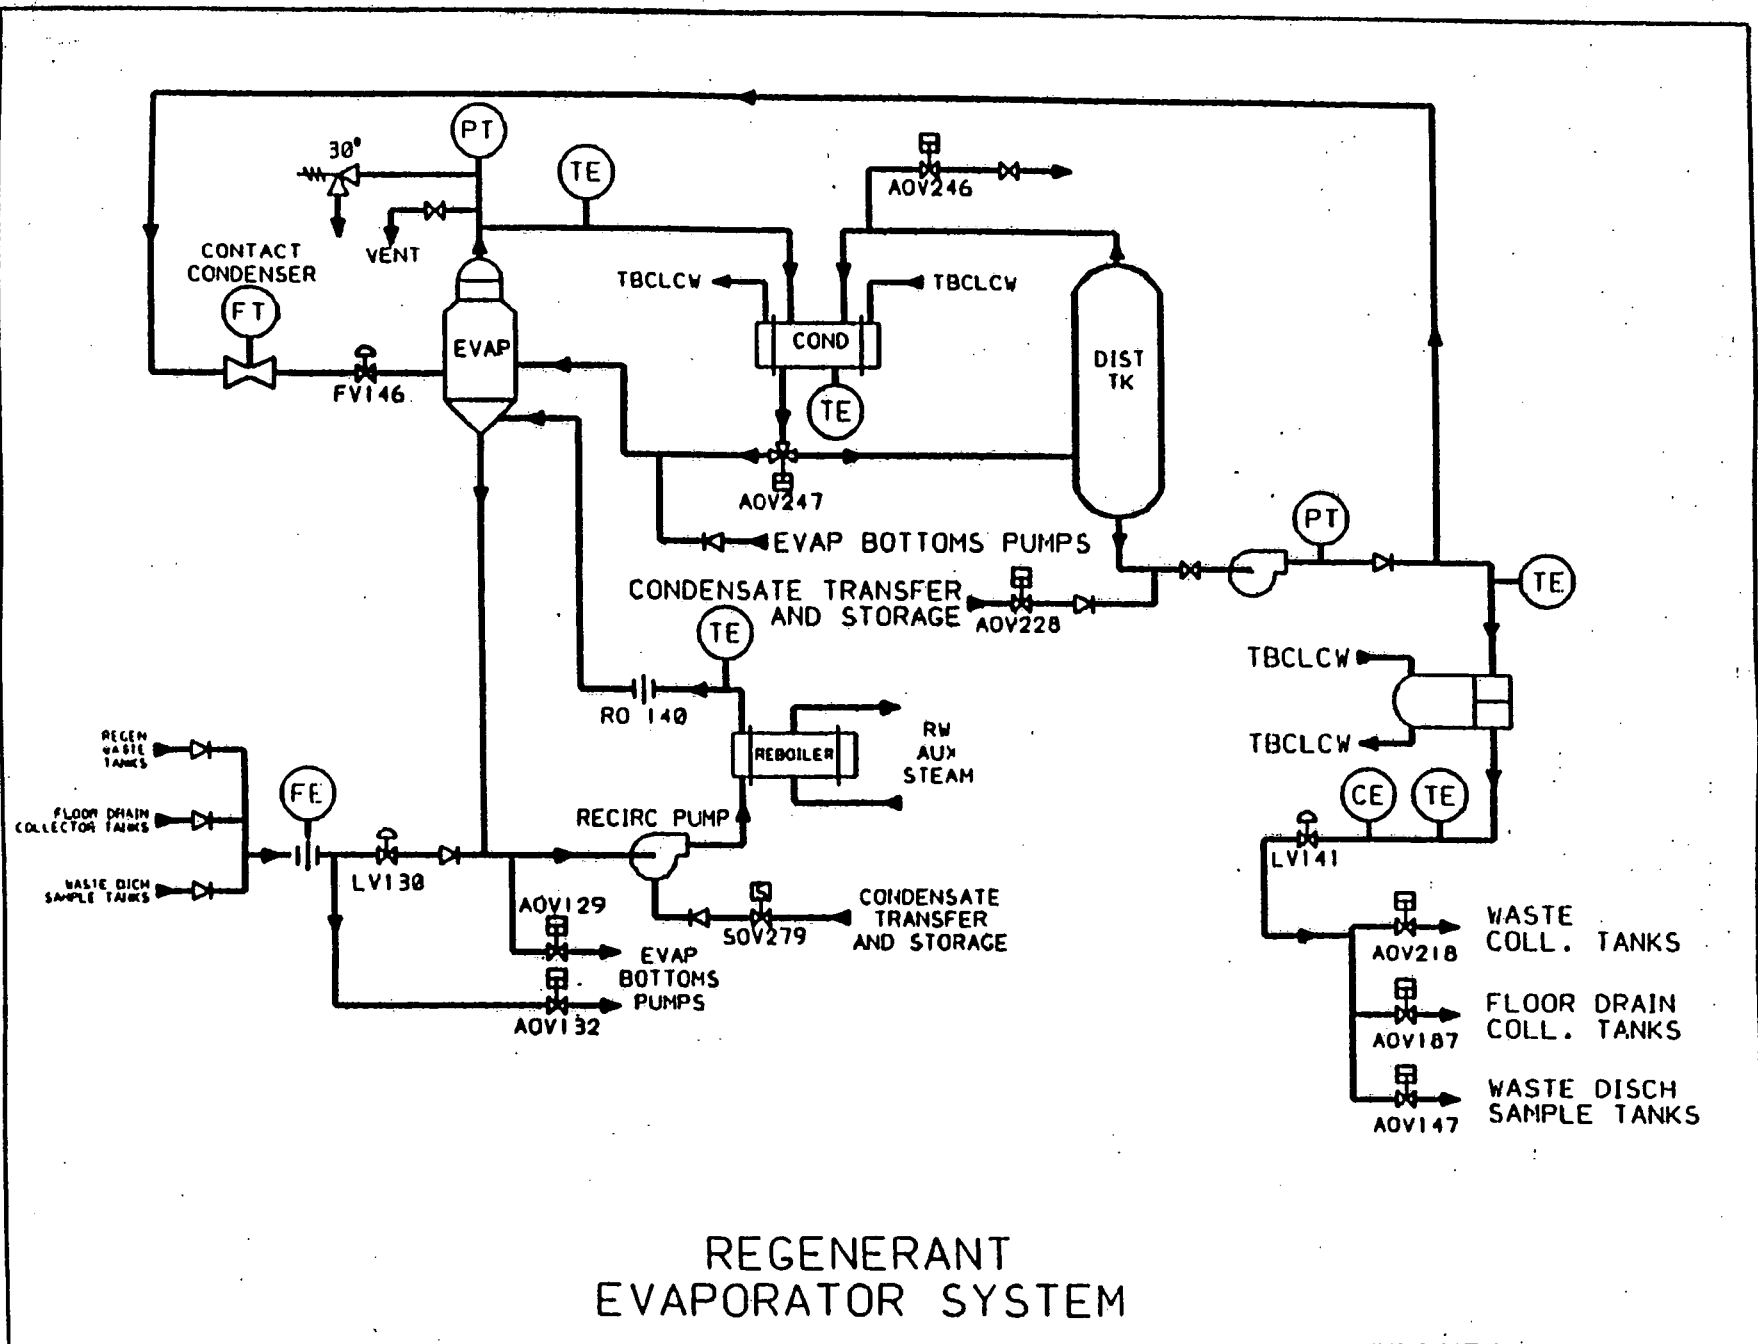 PT
30°
TE
AOV246
CONTACT
CONDENSER
VENT
TBCLCW
TBCLCW
FT
EVAP
COND
DIST
TK
FV146
TE
AOV247
EVAP BOTTOMS PUMPS
PT
TE
CONDENSATE TRANSFER
AND STORAGE
AOV228
TE
TBCLCW
RO 140
REGEN
WASTE
TANKS
REBOILER
RW
AUX
STEAM
TBCLCW
FE
CE
TE
FLOOR DRAIN
COLLECTOR TANKS
RECIRC PUMP
LV130
LV141
WASTE DICH
SAMPLE TANKS
AOV129
S
SOV279
CONDENSATE
TRANSFER
AND STORAGE
AOV218
WASTE
COLL. TANKS
EVAP
BOTTOMS
PUMPS
AOV132
AOV187
FLOOR DRAIN
COLL. TANKS
AOV147
WASTE DISCH
SAMPLE TANKS
REGENERANT
EVAPORATOR SYSTEM